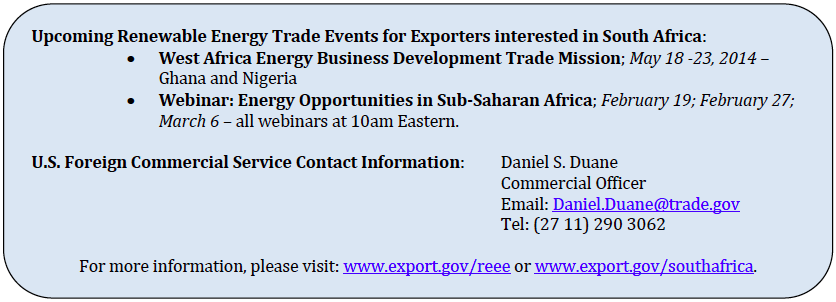 Upcoming Renewable Energy Trade Events for Exporters interested in South Africa:
• West Africa Energy Business Development Trade Mission; May 18 -23, 2014 –
Ghana and Nigeria
• Webinar: Energy Opportunities in Sub-Saharan Africa; February 19; February 27;
March 6 – all webinars at 10am Eastern.
U.S. Foreign Commercial Service Contact Information: Daniel S. Duane
Commercial Officer
Email: Daniel.Duane@trade.gov
Tel: (27 11) 290 3062
For more information, please visit: www.export.gov/reee or www.export.gov/southafrica.